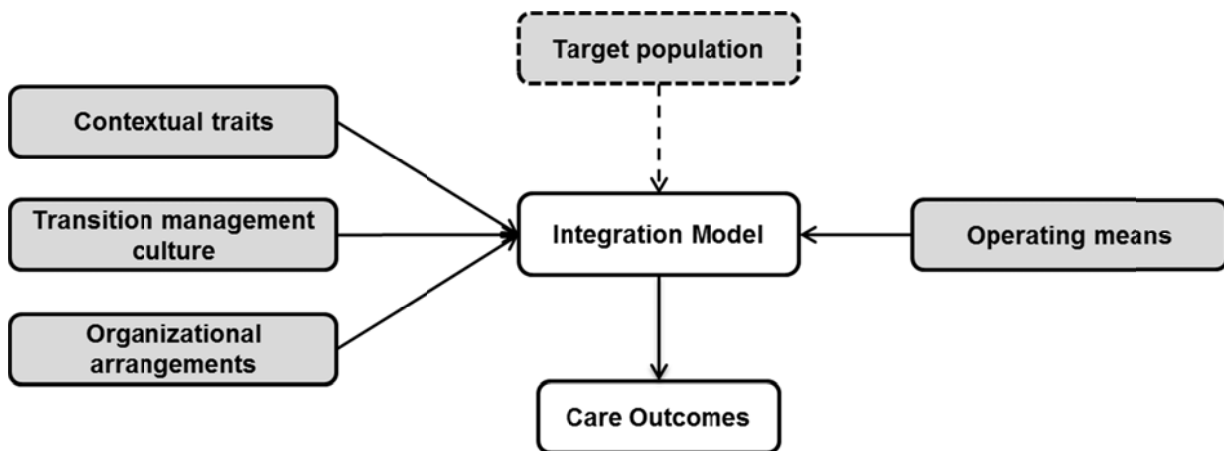 Target population
Contextual traits
Transition management
culture
Integration Model
Operating means
Organizational
arrangements
Care Outcomes